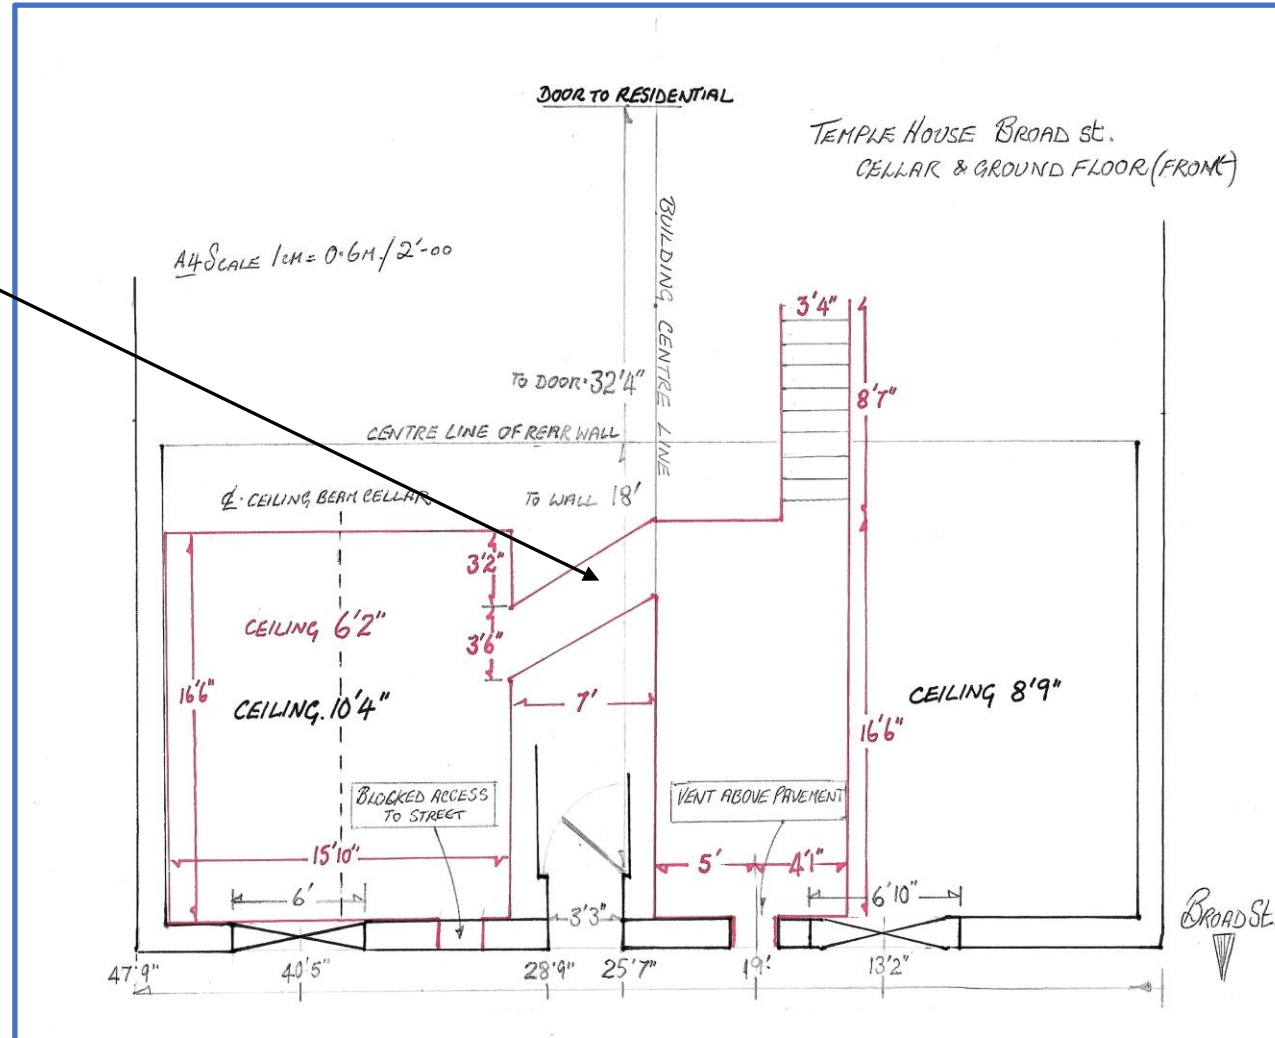 DOOR TO RESIDENTIAL
TEMPLE HOUSE BROAD St.
CELLAR & GROUND FLOOR (FRONT)
A4 SCALE 1CM = 0.6M / 2'-00
BUILDING CENTRE LINE
3'4"
TO DOOR: 32'4"
8'7"
CENTRE LINE OF REAR WALL
℄ CEILING BEAM CELLAR
TO WALL 18'
3'2"
CEILING 6'2"
3'6"
16'6"
CEILING. 10'4"
7'
CEILING 8'9"
16'6"
BLOCKED ACCESS
TO STREET
VENT ABOVE PAVEMENT
15'10"
5'
4'1"
6'
3'3"
6'10"
BROAD St.
47'9"
40'5"
28'9"
25'7"
19'
13'2"